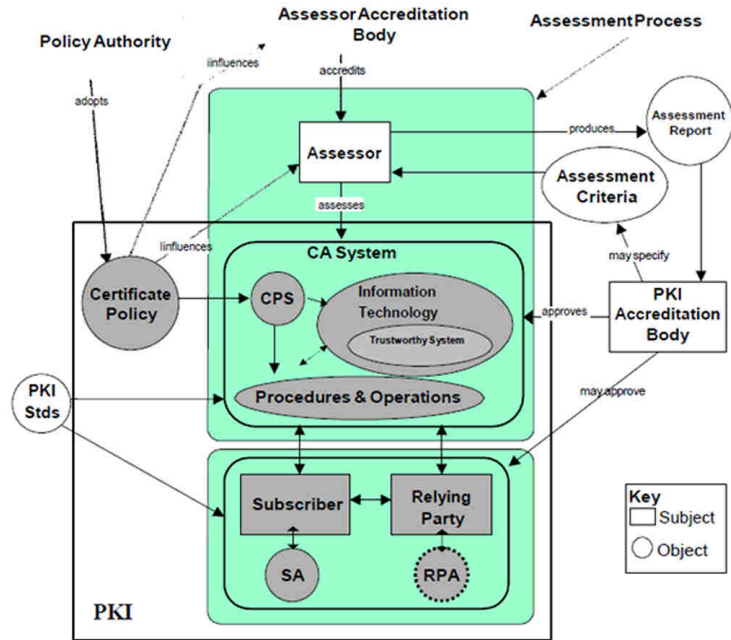 Assessor Accreditation
Body
Assessment Process
Policy Authority
iinfluences
accredits
adopts
produces
Assessment
Report
Assessor
Assessment
Criteria
assesses
Iinfluences
CA System
may specify
Certificate
Policy
CPS
Information
Technology
Trustworthy System
approves
PKI
Accreditation
Body
PKI
Stds
Procedures & Operations
may approve
Subscriber
Relying
Party
Key
Subject
Object
SA
RPA
PKI